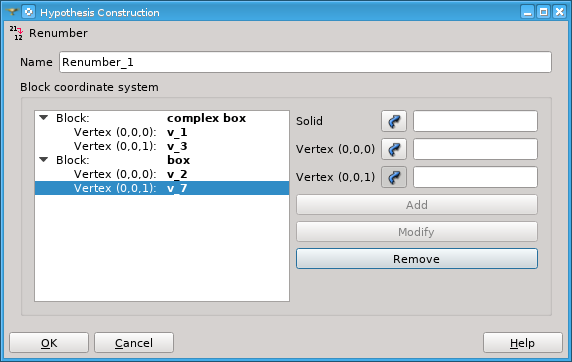 Hypothesis Construction
21 12 Renumber
Name Renumber_1
Block coordinate system
Block: complex box
Vertex (0,0,0): v_1
Vertex (0,0,1): v_3
Block: box
Vertex (0,0,0): v_2
Vertex (0,0,1): v_7
Solid
Vertex (0,0,0)
Vertex (0,0,1)
Add
Modify
Remove
OK Cancel Help